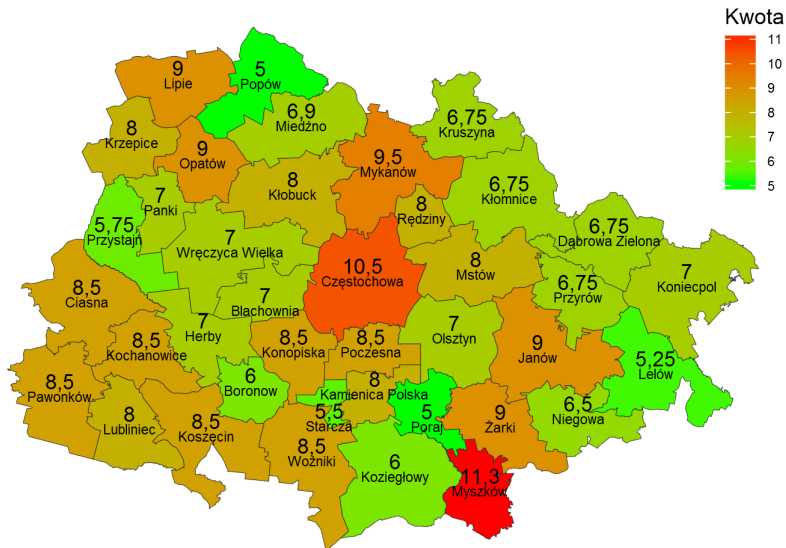 Kwota
11
10
9
8
7
6
5
9
Lipie
5
Popów
6,9
Miedźno
6,75
Kruszyna
8
Krzepice
9
Opatów
9,5
Mykanów
8
Kłobuck
6,75
Kłomnice
7
Panki
8
Rędziny
5,75
Przystajń
7
Wręczyca Wielka
6,75
Dąbrowa Zielona
10,5
Częstochowa
8
Mstów
7
Koniecpol
8,5
Ciasna
7
Blachownia
6,75
Przyrów
7
Herby
7
Olsztyn
8,5
Kochanowice
8,5
Konopiska
8,5
Poczesna
9
Janów
5,25
Lelów
8,5
Pawonków
6
Boronow
8
Kamienica Polska
8
Lubliniec
8,5
Koszęcin
5,5
Starcza
5
Poraj
9
Żarki
6,5
Niegowa
8,5
Woźniki
6
Koziegłowy
11,3
Myszków